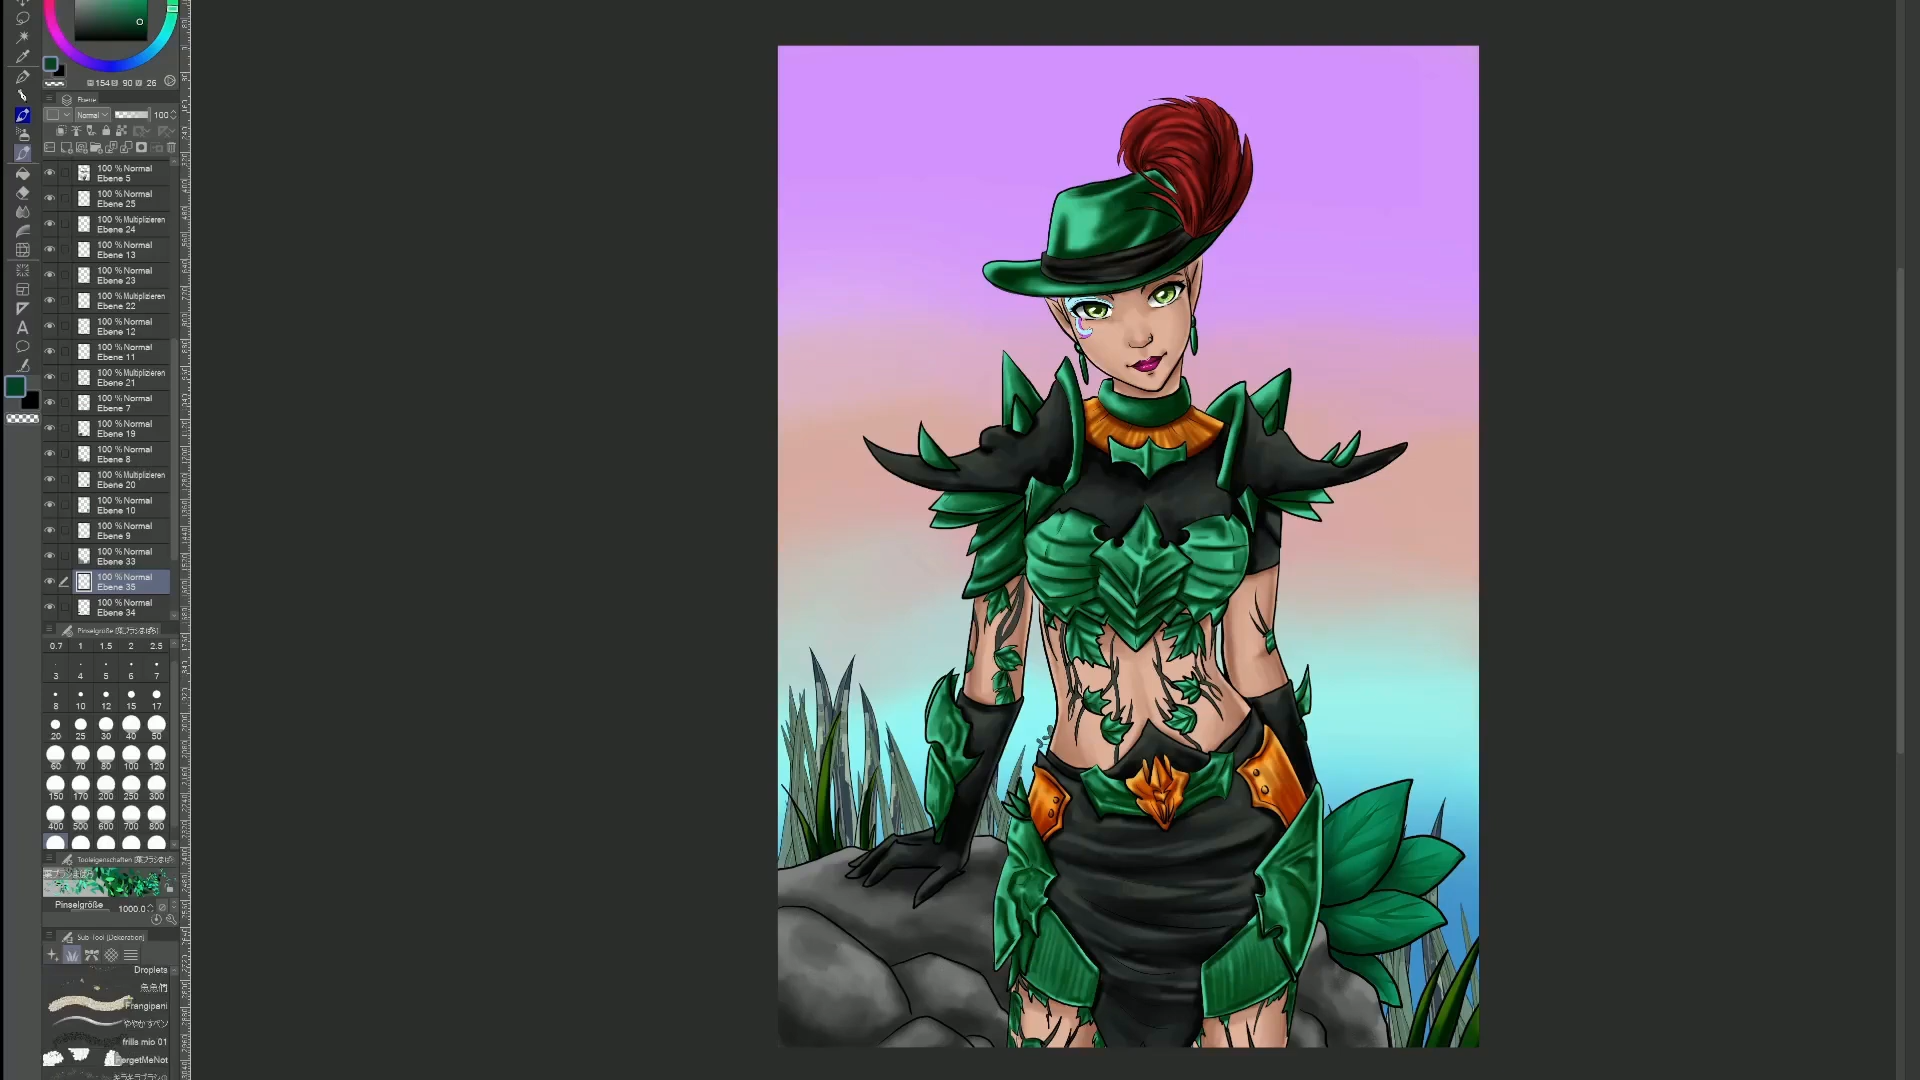 154 90 26
Ebene
Normal 100
100 % Normal
Ebene 5
100 % Normal
Ebene 25
100 % Multiplizieren
Ebene 24
100 % Normal
Ebene 13
100 % Normal
Ebene 23
100 % Multiplizieren
Ebene 22
100 % Normal
Ebene 12
100 % Normal
Ebene 11
100 % Multiplizieren
Ebene 21
100 % Normal
Ebene 7
100 % Normal
Ebene 19
100 % Normal
Ebene 8
100 % Multiplizieren
Ebene 20
100 % Normal
Ebene 10
100 % Normal
Ebene 9
100 % Normal
Ebene 33
100 % Normal
Ebene 35
100 % Normal
Ebene 34
Pinselgröße
0.7 1 1.5 2 2.5
3 4 5 6 7
8 10 12 15 17
20 25 30 40 50
60 70 80 100 120
150 170 200 250 300
400 500 600 700 800
Tooleigenschaften
Pinselgröße 1000.0
Sub Tool [Dekoration]
Droplets
Frangipani
frills mio 01
ForgetMeNot